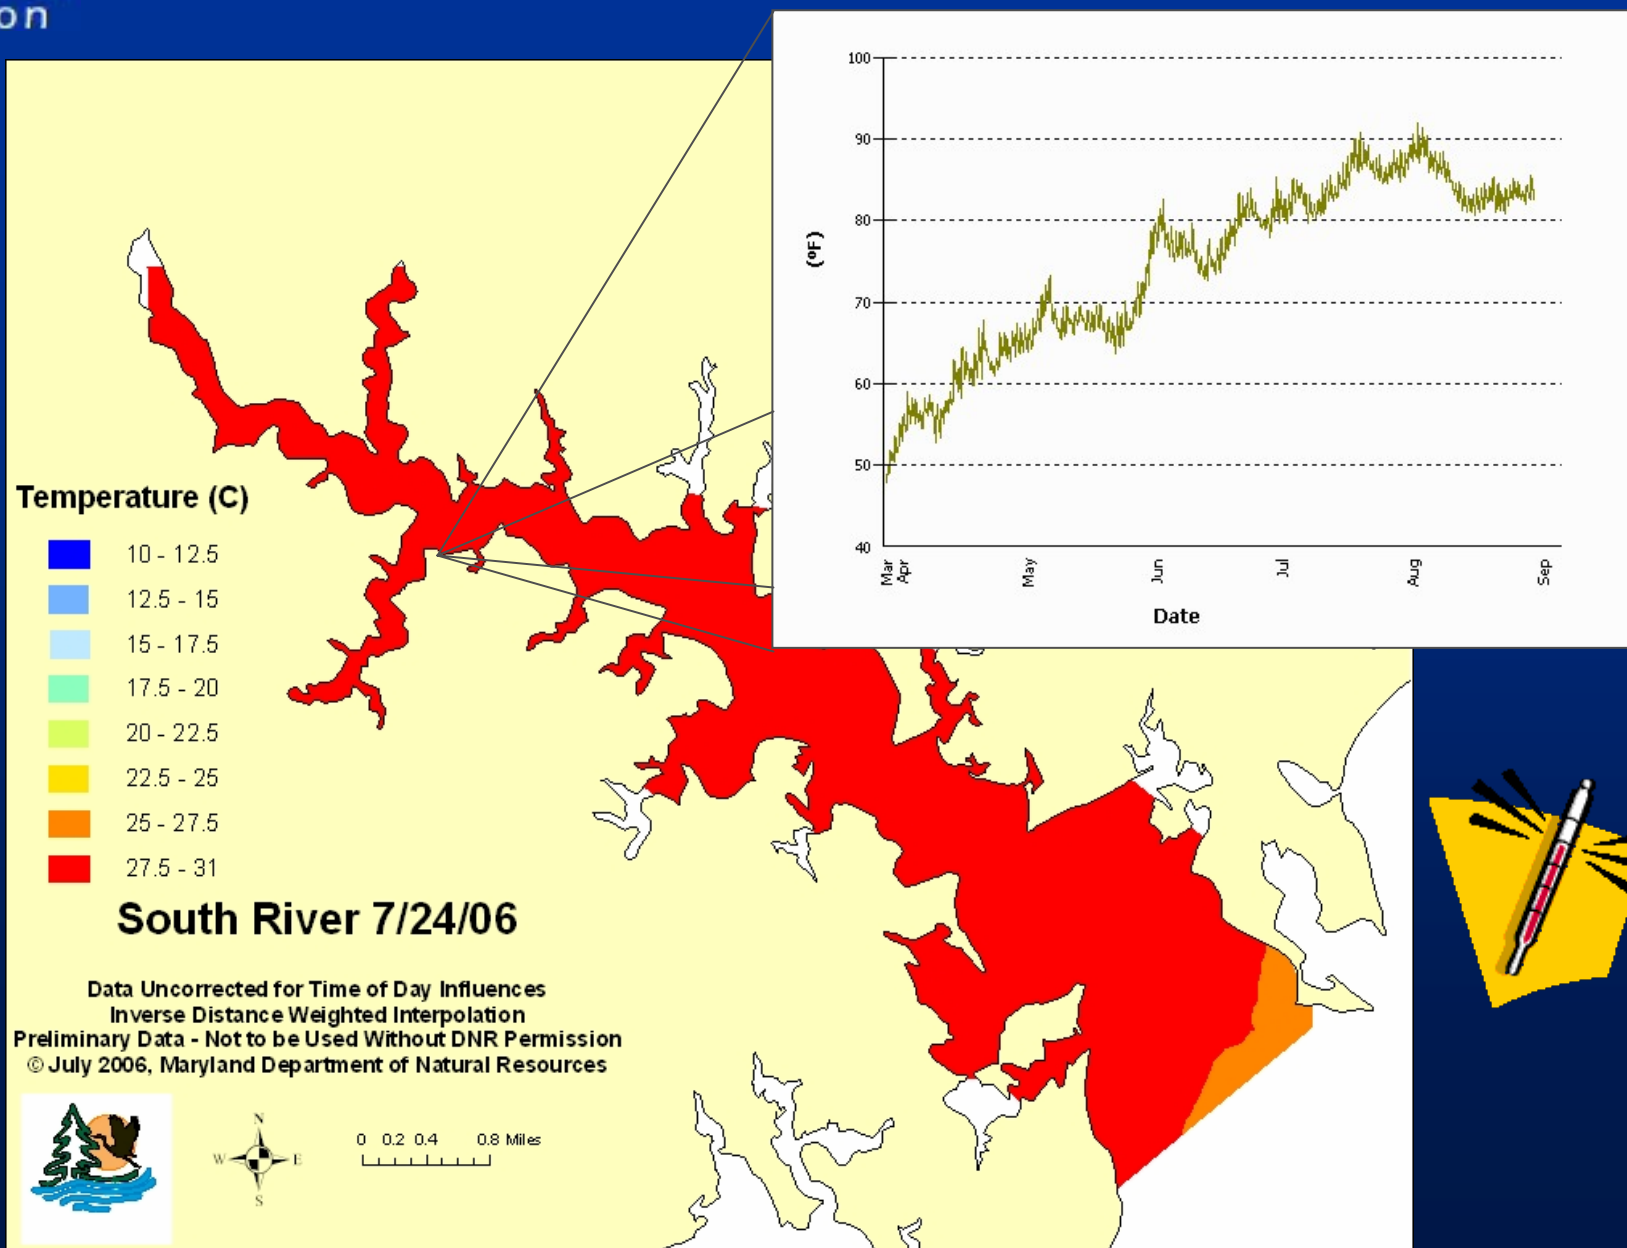 on
100
90
80
70
60
50
40
(ºF)
Mar
Apr
May
Jun
Jul
Aug
Sep
Date
Temperature (C)
10 - 12.5
12.5 - 15
15 - 17.5
17.5 - 20
20 - 22.5
22.5 - 25
25 - 27.5
27.5 - 31
South River 7/24/06
Data Uncorrected for Time of Day Influences
Inverse Distance Weighted Interpolation
Preliminary Data - Not to be Used Without DNR Permission
© July 2006, Maryland Department of Natural Resources
N
W E
S
0 0.2 0.4 0.8 Miles